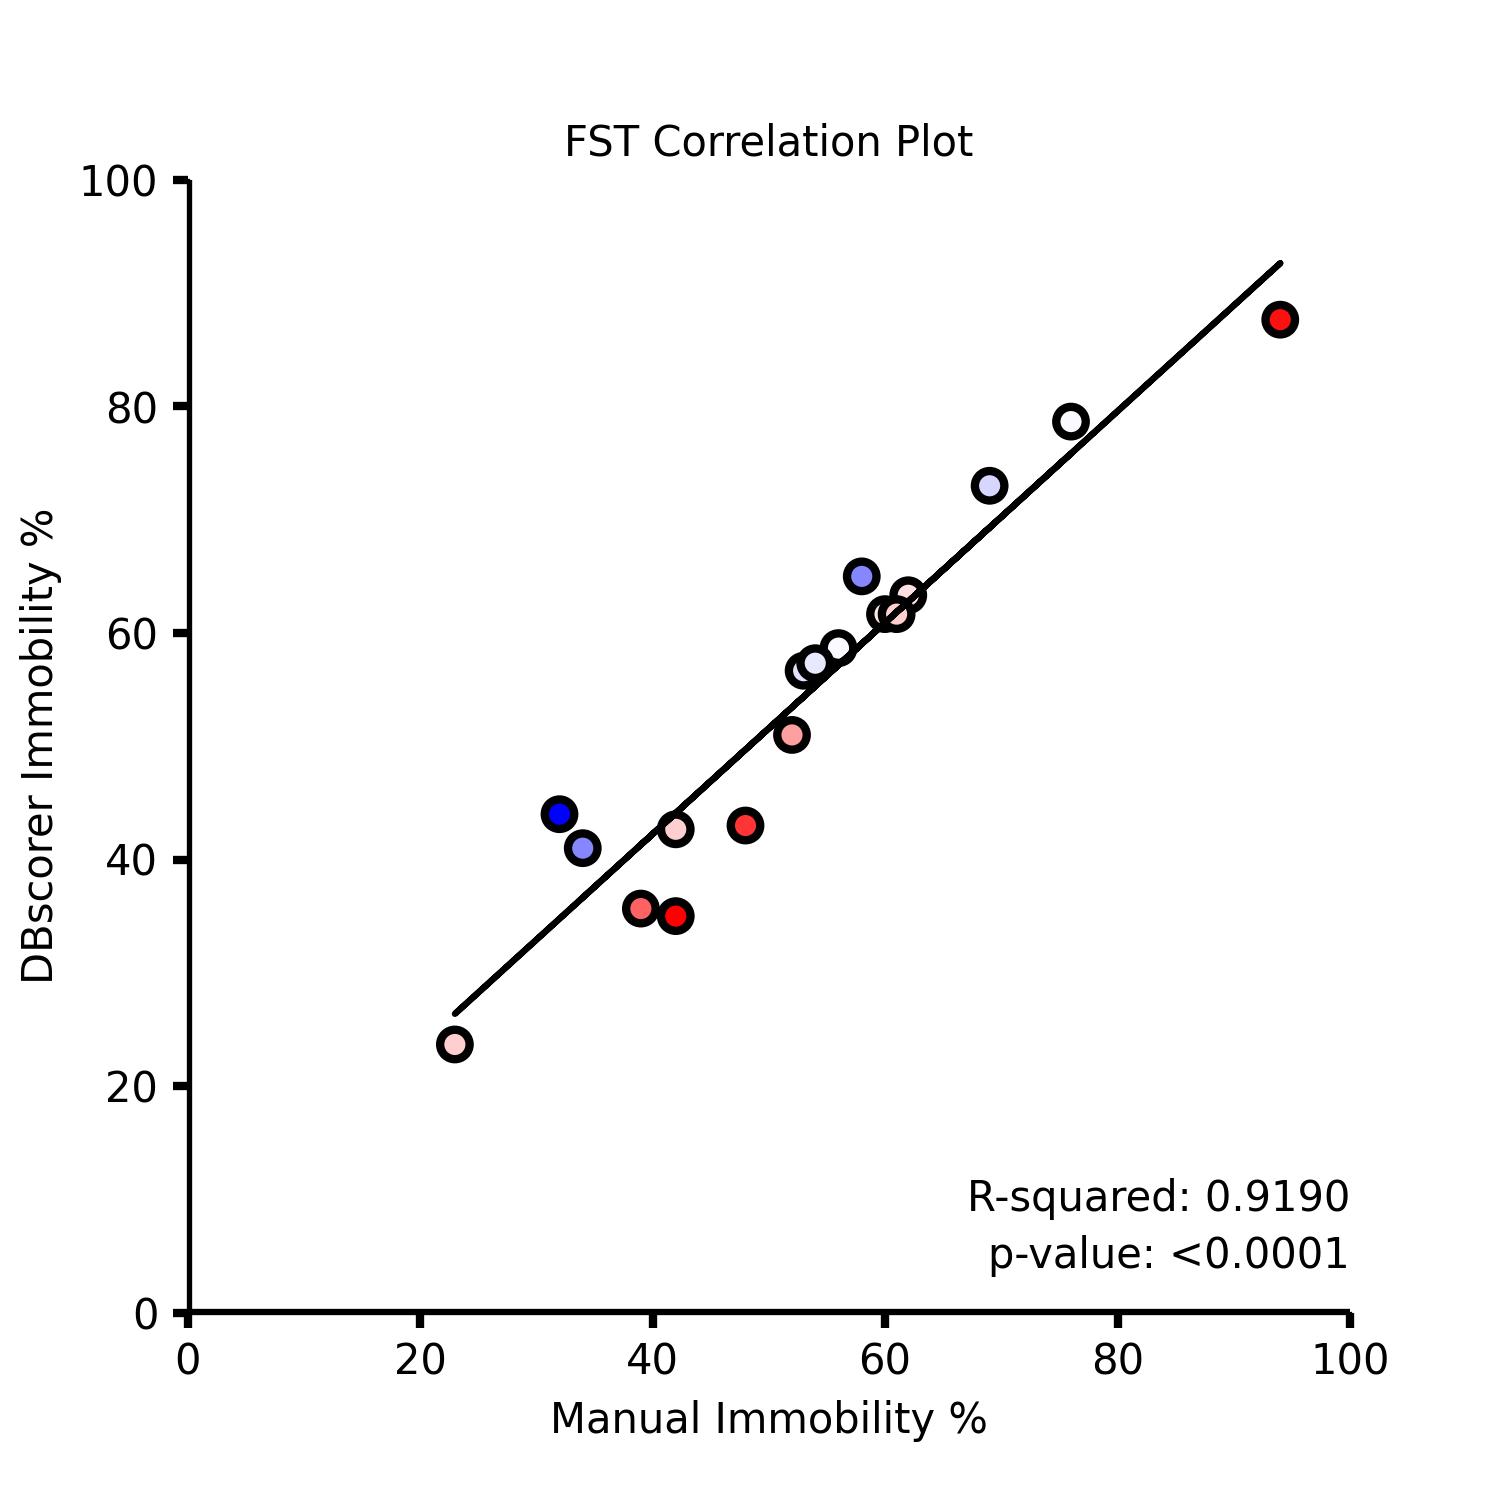 FST Correlation Plot
100
80
60
40
20
0
DBscorer Immobility %
R-squared: 0.9190
p-value: <0.0001
0 20 40 60 80 100
Manual Immobility %